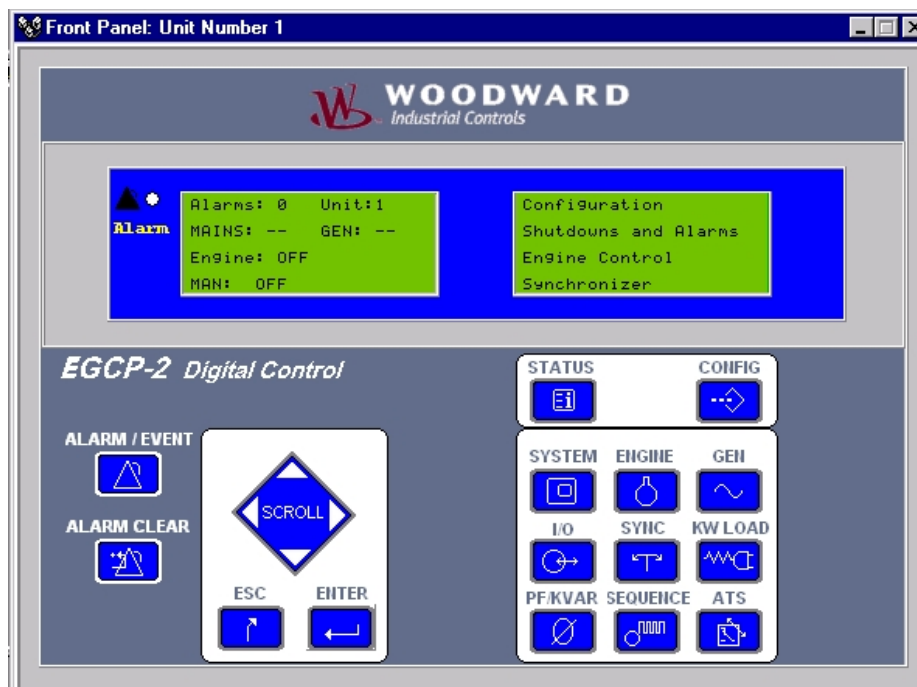 Front Panel: Unit Number 1
WOODWARD
Industrial Controls
Alarm
Alarms: 0 Unit:1
MAINS: -- GEN: --
Engine: OFF
MAN: OFF
Configuration
Shutdowns and Alarms
Engine Control
Synchronizer
EGCP-2 Digital Control
STATUS CONFIG
ALARM / EVENT
ALARM CLEAR
SCROLL
ESC ENTER
SYSTEM ENGINE GEN
I/O SYNC KW LOAD
PF/KVAR SEQUENCE ATS